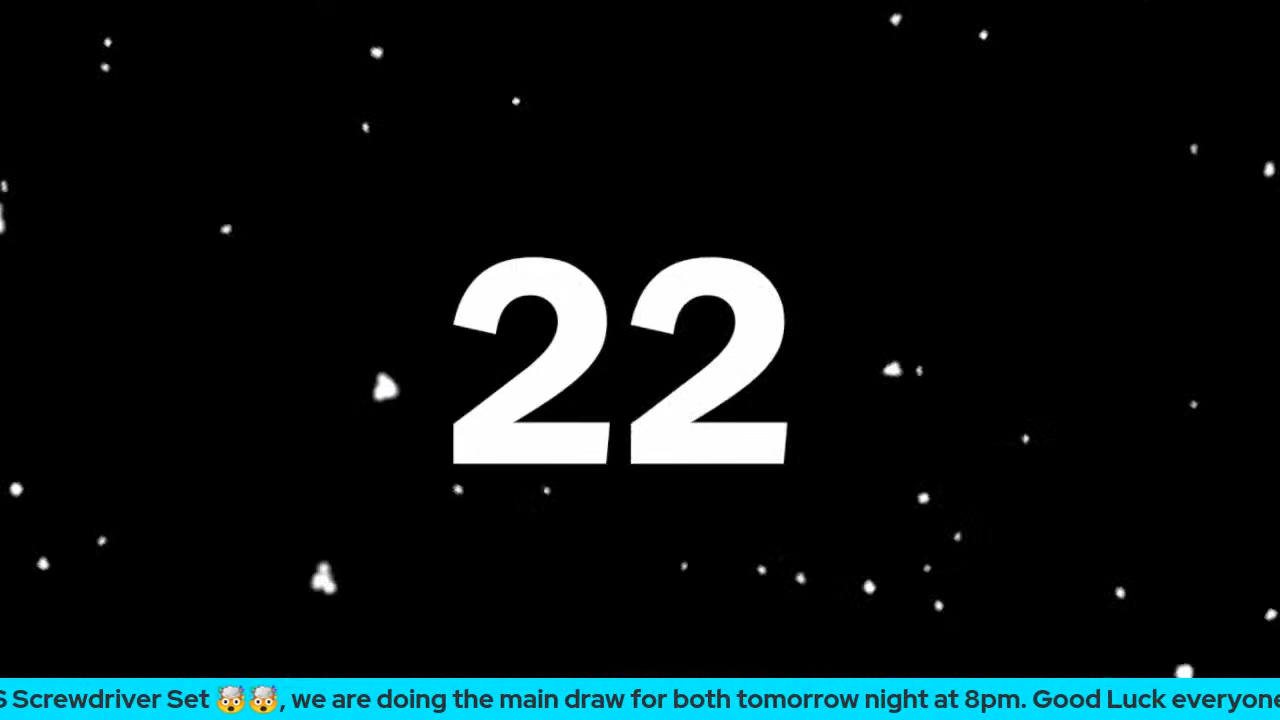 22
S Screwdriver Set 🤯🤯, we are doing the main draw for both tomorrow night at 8pm. Good Luck everyone